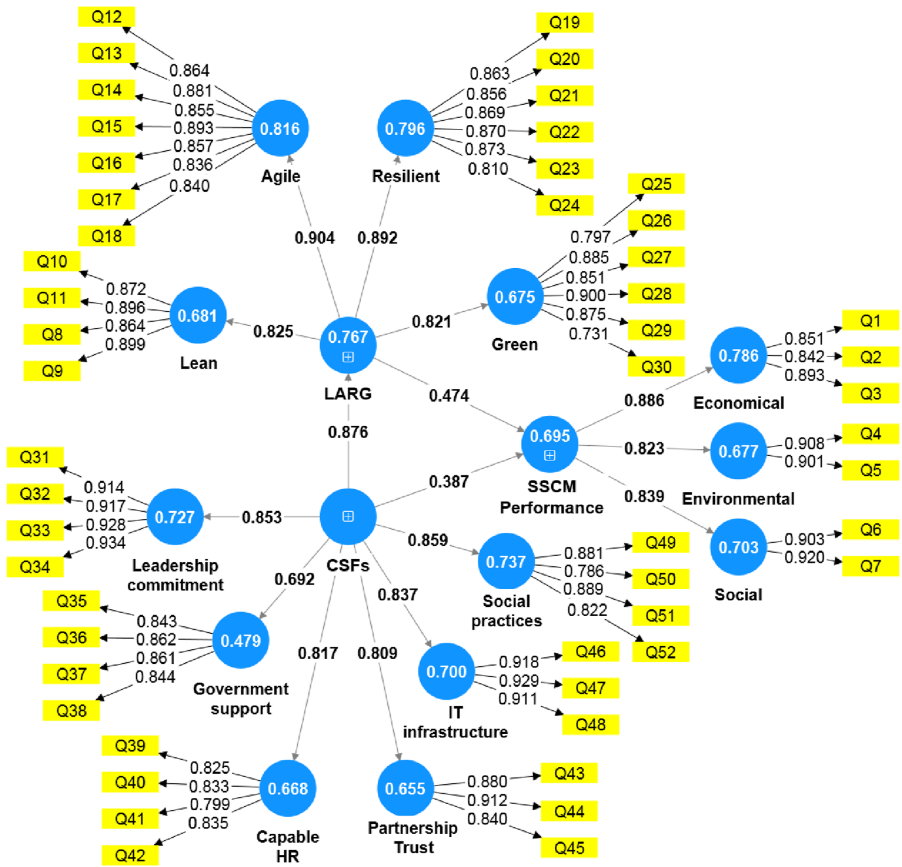 Q12
Q13
Q14
Q15
Q16
Q17
Q18
0.864
0.881
0.855
0.893
0.857
0.836
0.840
0.816
Agile
Q19
Q20
Q21
Q22
Q23
Q24
0.863
0.856
0.869
0.870
0.873
0.810
0.796
Resilient
0.904
0.892
Q10
Q11
Q8
Q9
0.872
0.896
0.864
0.899
0.681
Lean
0.825
0.767
LARG
0.821
Q25
Q26
Q27
Q28
Q29
Q30
0.797
0.885
0.851
0.900
0.875
0.731
0.675
Green
0.474
0.876
0.387
0.695
SSCM
Performance
0.886
0.823
0.839
0.786
Economical
0.851
0.842
0.893
Q1
Q2
Q3
0.677
Environmental
0.908
0.901
Q4
Q5
0.703
Social
0.903
0.920
Q6
Q7
Q31
Q32
Q33
Q34
0.914
0.917
0.928
0.934
0.727
Leadership
commitment
0.853
CSFs
0.859
0.692
0.837
0.817
0.809
0.737
Social
practices
0.881
0.786
0.889
0.822
Q49
Q50
Q51
Q52
Q35
Q36
Q37
Q38
0.843
0.862
0.861
0.844
0.479
Government
support
0.700
IT
infrastructure
0.918
0.929
0.911
Q46
Q47
Q48
Q39
Q40
Q41
Q42
0.825
0.833
0.799
0.835
0.668
Capable
HR
0.655
Partnership
Trust
0.880
0.912
0.840
Q43
Q44
Q45